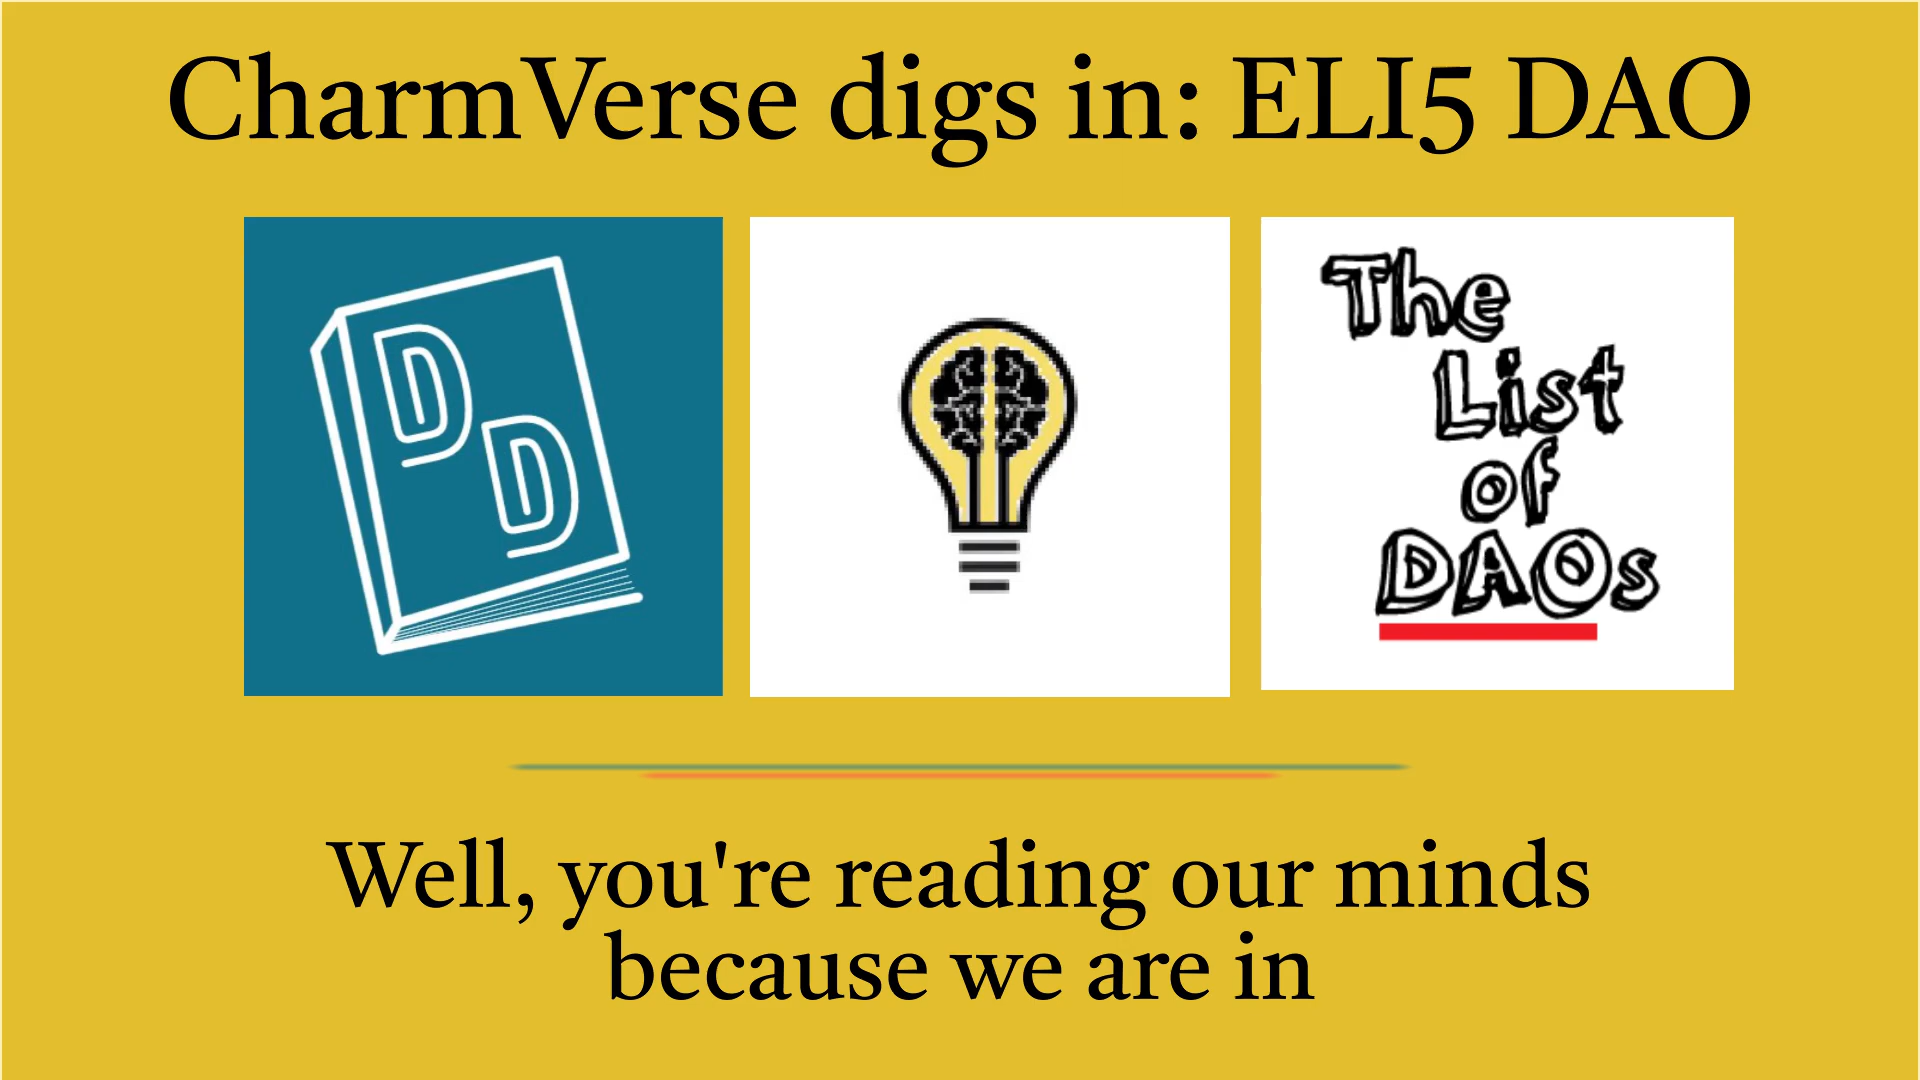 CharmVerse digs in: ELI5 DAO
DD
The
List
of
DAOs
Well, you're reading our minds
because we are in